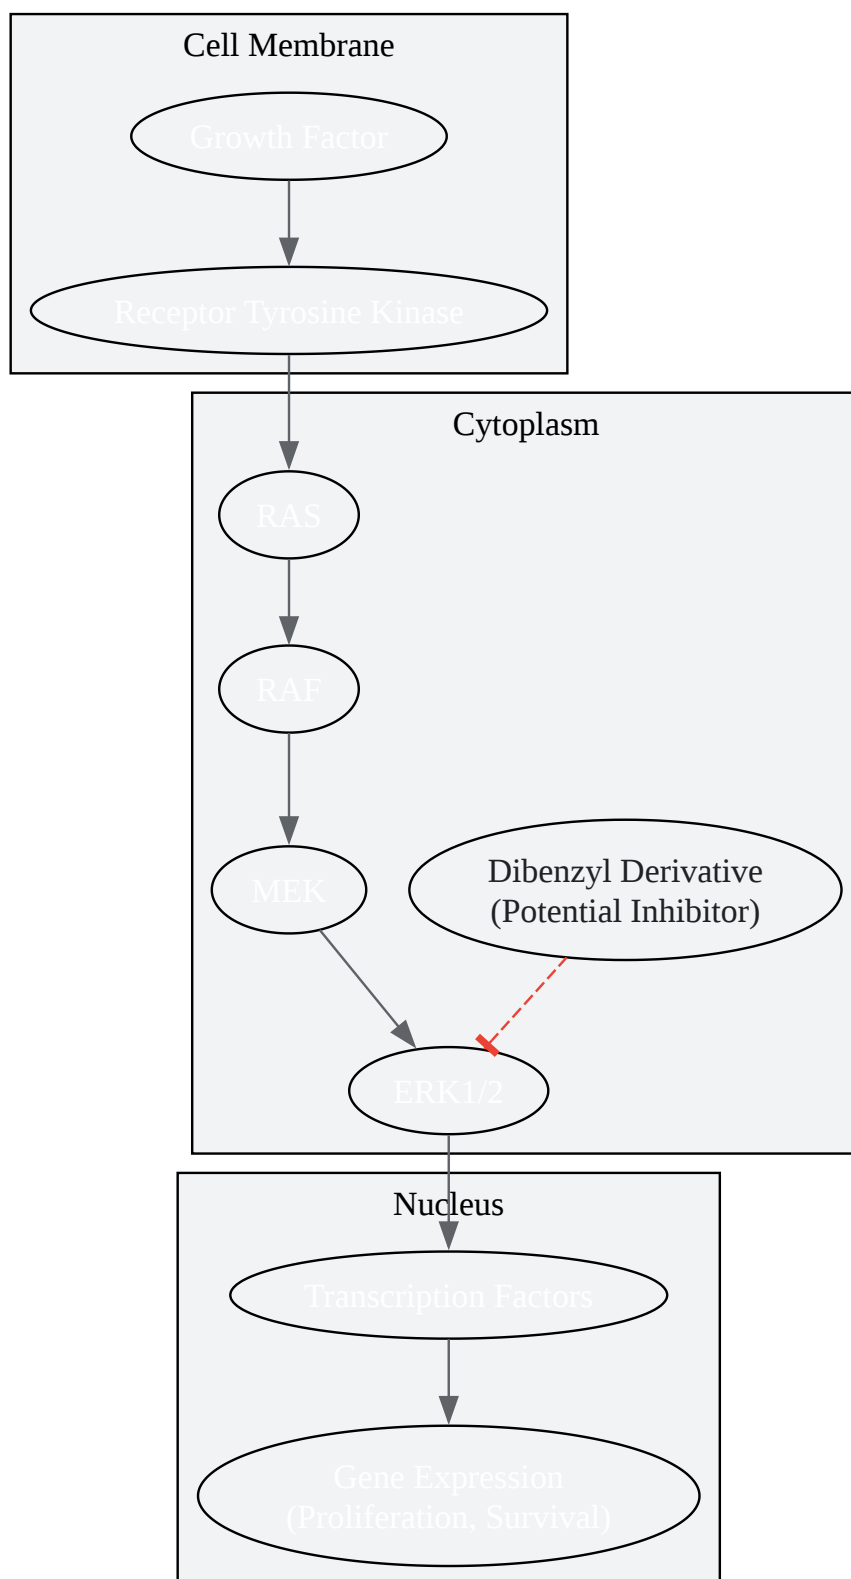 Cell Membrane
Growth Factor
Receptor Tyrosine Kinase
Cytoplasm
RAS
RAF
MEK
Dibenzyl Derivative
(Potential Inhibitor)
ERK1/2
Nucleus
Transcription Factors
Gene Expression
(Proliferation, Survival)